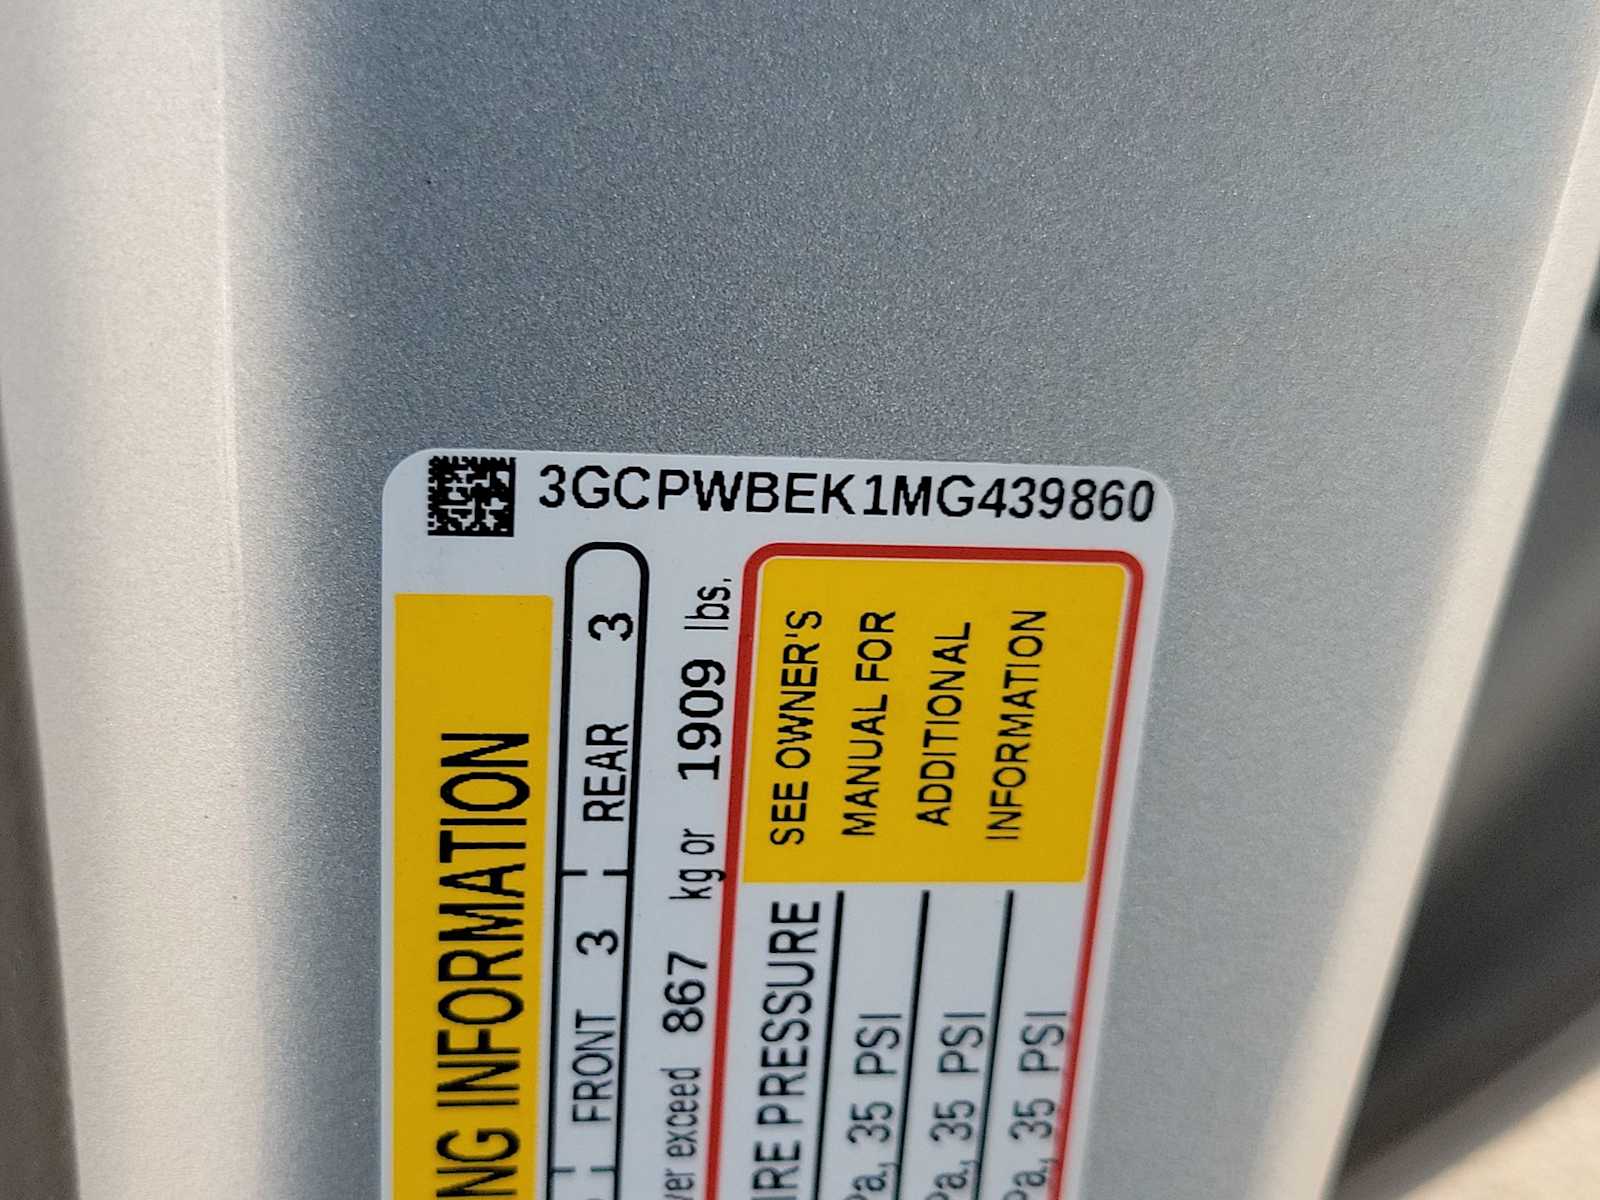 3GCPWBEK1MG439860
NG INFORMATION
FRONT 3 REAR 3
ver exceed 867 kg or 1909 lbs.
IRE PRESSURE
Pa, 35 PSI
Pa., 35 PSI
Pa., 35 PSI
SEE OWNER'S
MANUAL FOR
ADDITIONAL
INFORMATION